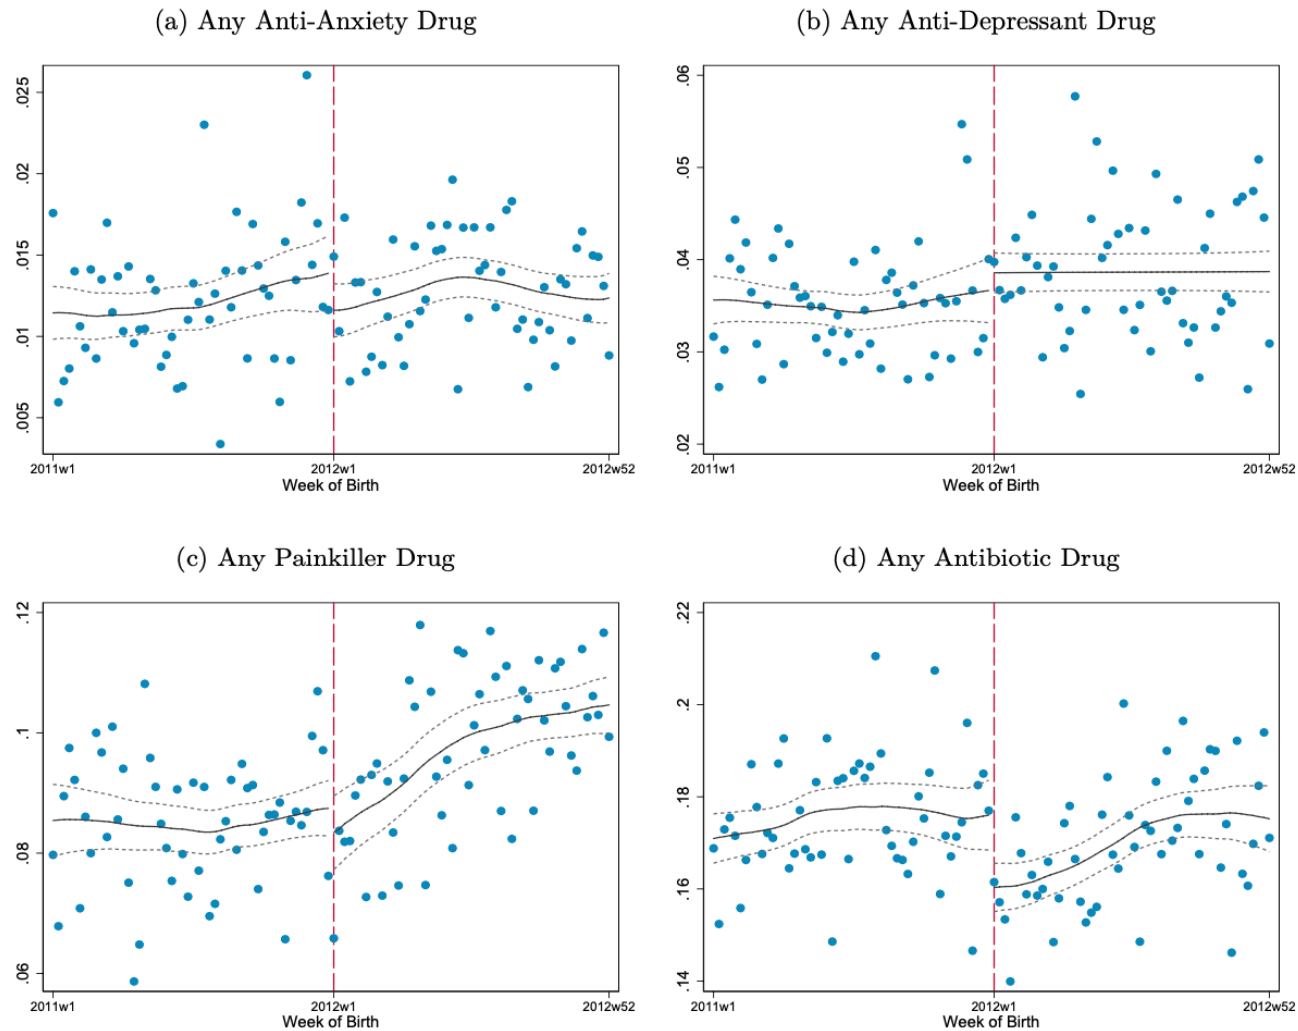 (a) Any Anti-Anxiety Drug
.025
.02
.015
.01
.005
2011w1 2012w1 2012w52
Week of Birth
(b) Any Anti-Depressant Drug
.06
.05
.04
.03
.02
2011w1 2012w1 2012w52
Week of Birth
(c) Any Painkiller Drug
.12
.1
.08
.06
2011w1 2012w1 2012w52
Week of Birth
(d) Any Antibiotic Drug
.22
.2
.18
.16
.14
2011w1 2012w1 2012w52
Week of Birth